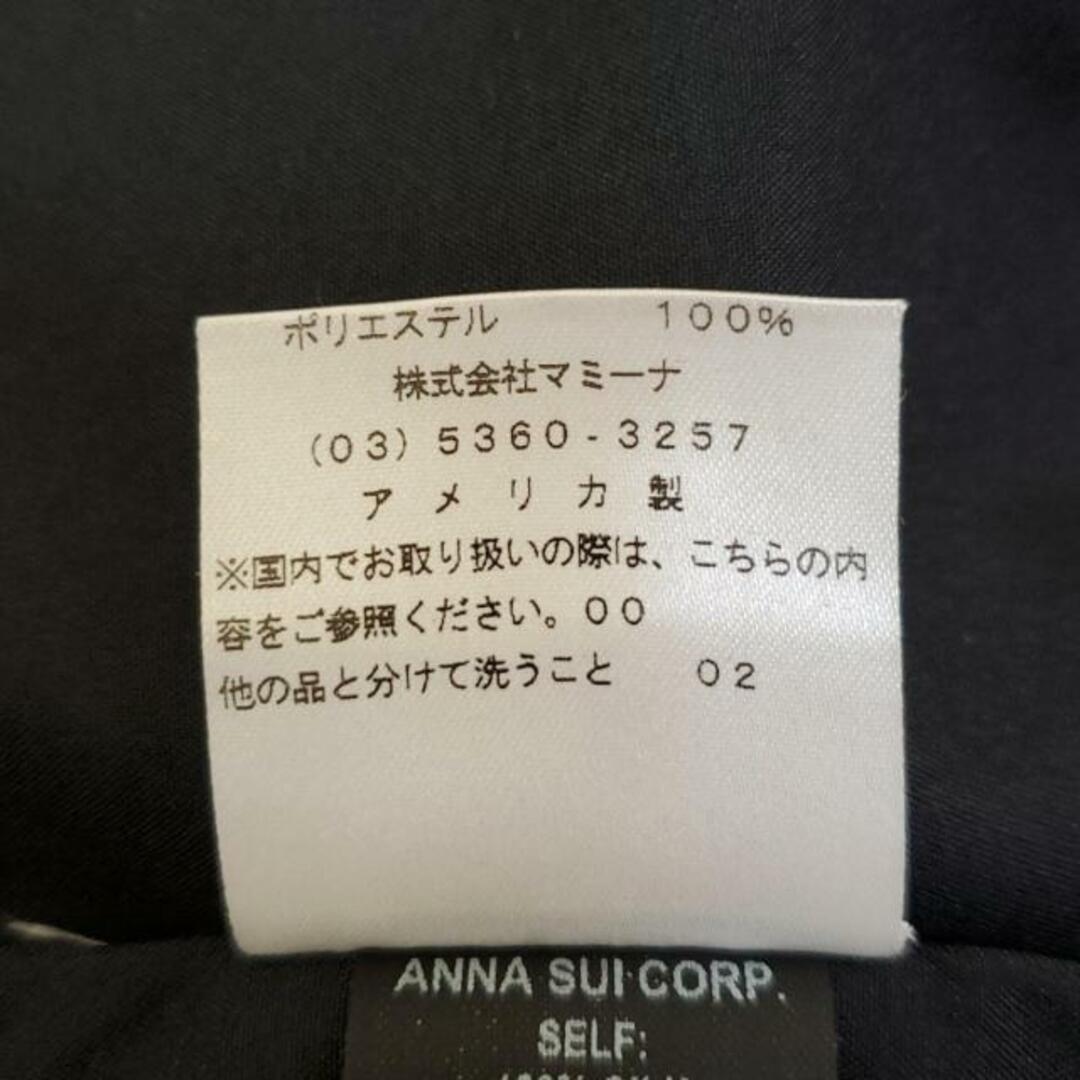 ポリエステル 100%
株式会社マミーナ
(03)5360-3257
アメリカ製
※国内でお取り扱いの際は、こちらの内
容をご参照ください。00
他の品と分けて洗うこと 02
ANNA SUI CORP.
SELF: